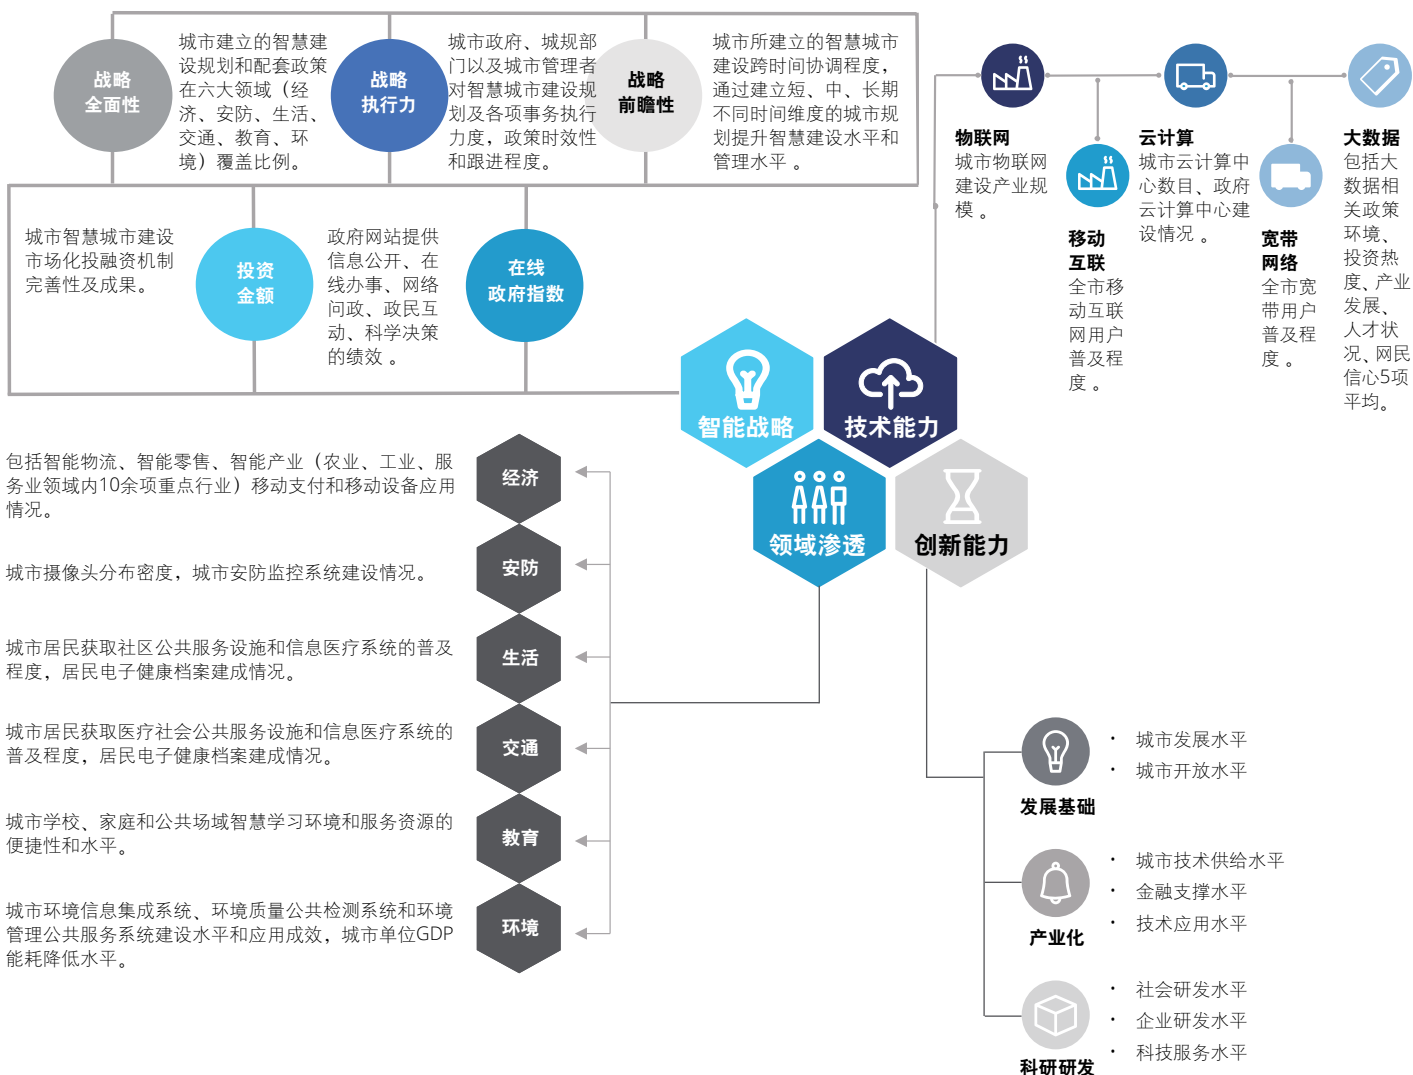 战略
全面性
城市建立的智慧建
设规划和配套政策
在六大领域（经
济、安防、生活、
交通、教育、环
境）覆盖比例。
战略
执行力
城市政府、城规部
门以及城市管理者
对智慧城市建设规
划及各项事务执行
力度，政策时效性
和跟进程度。
战略
前瞻性
城市所建立的智慧城市
建设跨时间协调程度，
通过建立短、中、长期
不同时间维度的城市规
划提升智慧建设水平和
管理水平 。
城市智慧城市建设
市场化投融资机制
完善性及成果。
投资
金额
政府网站提供
信息公开、在
线办事、网络
问政、政民互
动、科学决策
的绩效 。
在线
政府指数
物联网
城市物联网
建设产业规
模 。
移动
互联
全市移
动互联
网用户
普及程
度 。
云计算
城市云计算中
心数目、政府
云计算中心建
设情况 。
宽带
网络
全市宽
带用户
普及程
度 。
大数据
包括大
数据相
关政策
环境、
投资热
度、产业
发展、
人才状
况、网民
信心5项
平均。
智能战略
技术能力
领域渗透
创新能力
包括智能物流、智能零售、智能产业（农业、工业、服
务业领域内10余项重点行业）移动支付和移动设备应用
情况。
经济
城市摄像头分布密度，城市安防监控系统建设情况。
安防
城市居民获取社区公共服务设施和信息医疗系统的普及
程度，居民电子健康档案建成情况。
生活
城市居民获取医疗社会公共服务设施和信息医疗系统的
普及程度，居民电子健康档案建成情况。
交通
城市学校、家庭和公共场域智慧学习环境和服务资源的
便捷性和水平。
教育
城市环境信息集成系统、环境质量公共检测系统和环境
管理公共服务系统建设水平和应用成效，城市单位GDP
能耗降低水平。
环境
发展基础
· 城市发展水平
· 城市开放水平
产业化
· 城市技术供给水平
· 金融支撑水平
· 技术应用水平
科研研发
· 社会研发水平
· 企业研发水平
· 科技服务水平